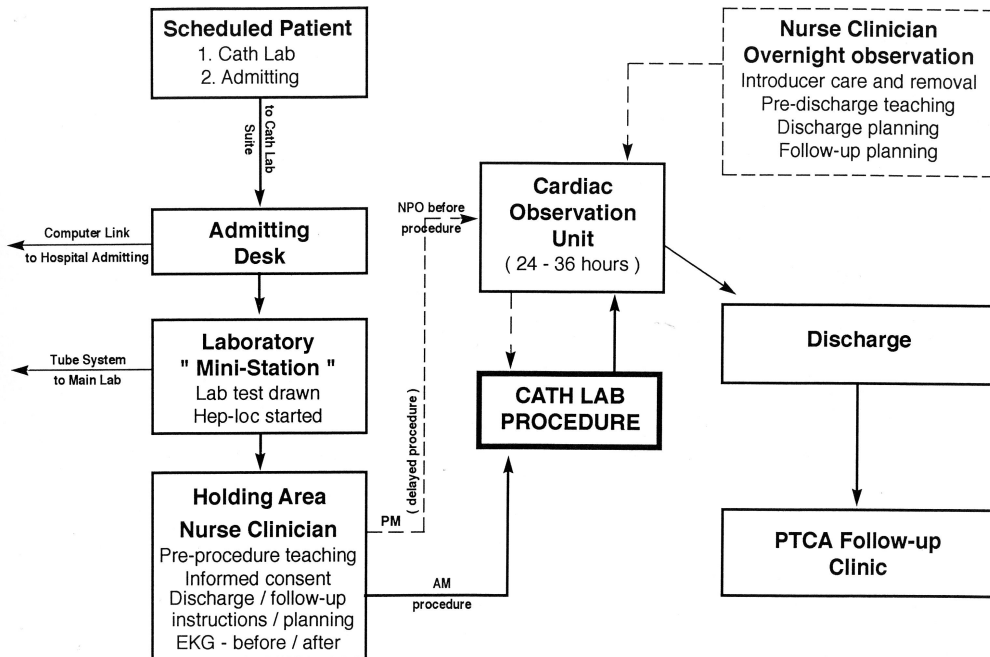 Scheduled Patient
1. Cath Lab
2. Admitting
to Cath Lab
Suite
Admitting
Desk
Computer Link
to Hospital Admitting
Laboratory
" Mini-Station "
Lab test drawn
Hep-loc started
Tube System
to Main Lab
Holding Area
Nurse Clinician
Pre-procedure teaching
Informed consent
Discharge / follow-up
instructions / planning
EKG - before / after
PM
( delayed procedure )
NPO before
procedure
AM
procedure
Cardiac
Observation
Unit
( 24 - 36 hours )
CATH LAB
PROCEDURE
Nurse Clinician
Overnight observation
Introducer care and removal
Pre-discharge teaching
Discharge planning
Follow-up planning
Discharge
PTCA Follow-up
Clinic